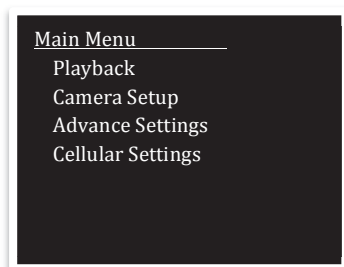 Main Menu
Playback
Camera Setup
Advance Settings
Cellular Settings